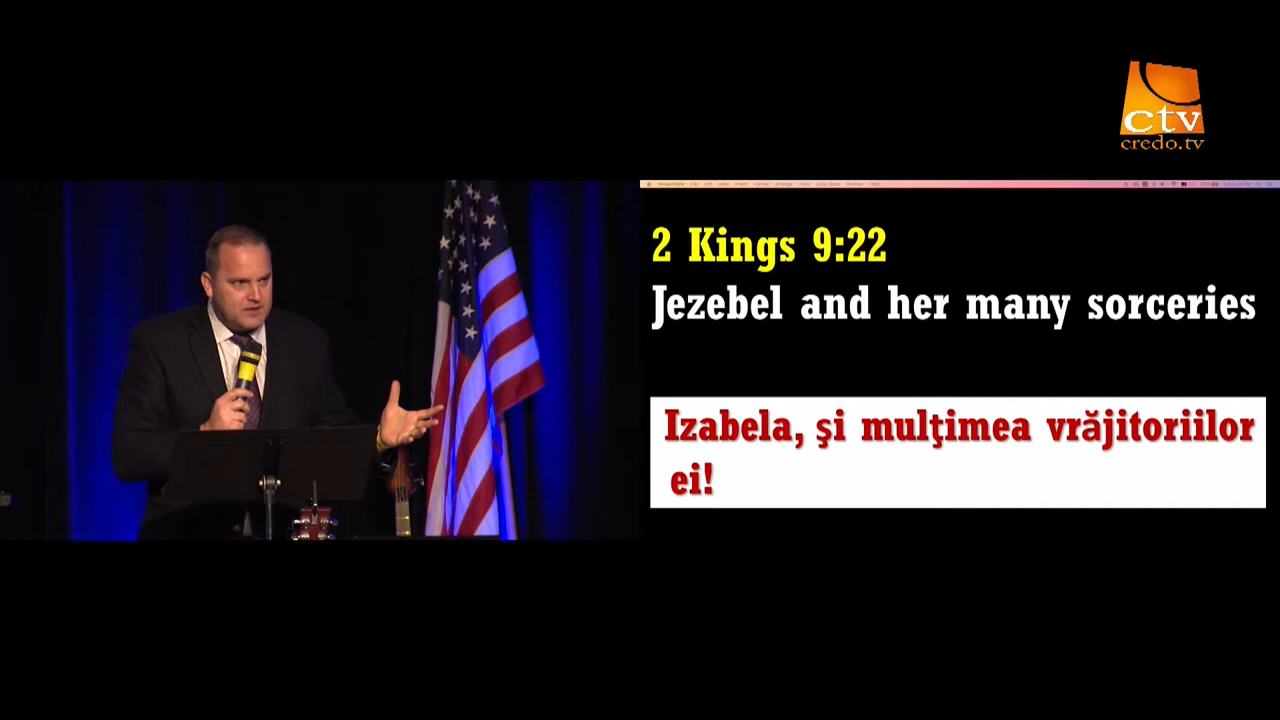 ctv
credo.tv
2 Kings 9:22
Jezebel and her many sorceries
Izabela, şi mulţimea vrăjitoriilor
ei!